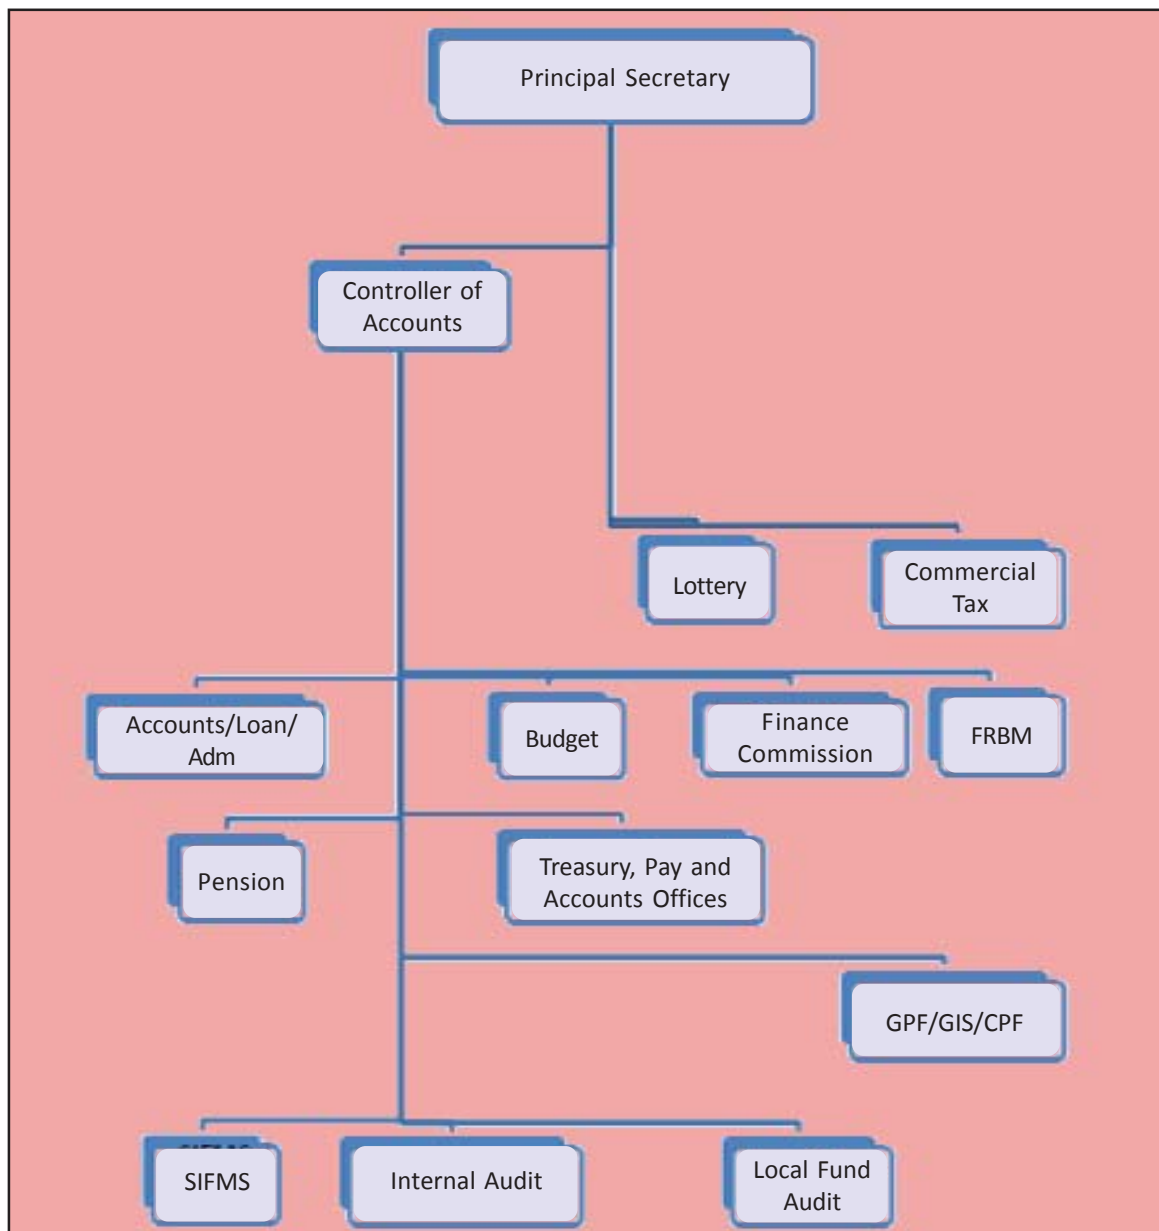 Principal Secretary
Controller of
Accounts
Lottery
Commercial
Tax
Accounts/Loan/
Adm
Budget
Finance
Commission
FRBM
Pension
Treasury, Pay and
Accounts Offices
GPF/GIS/CPF
SIFMS
Internal Audit
Local Fund
Audit